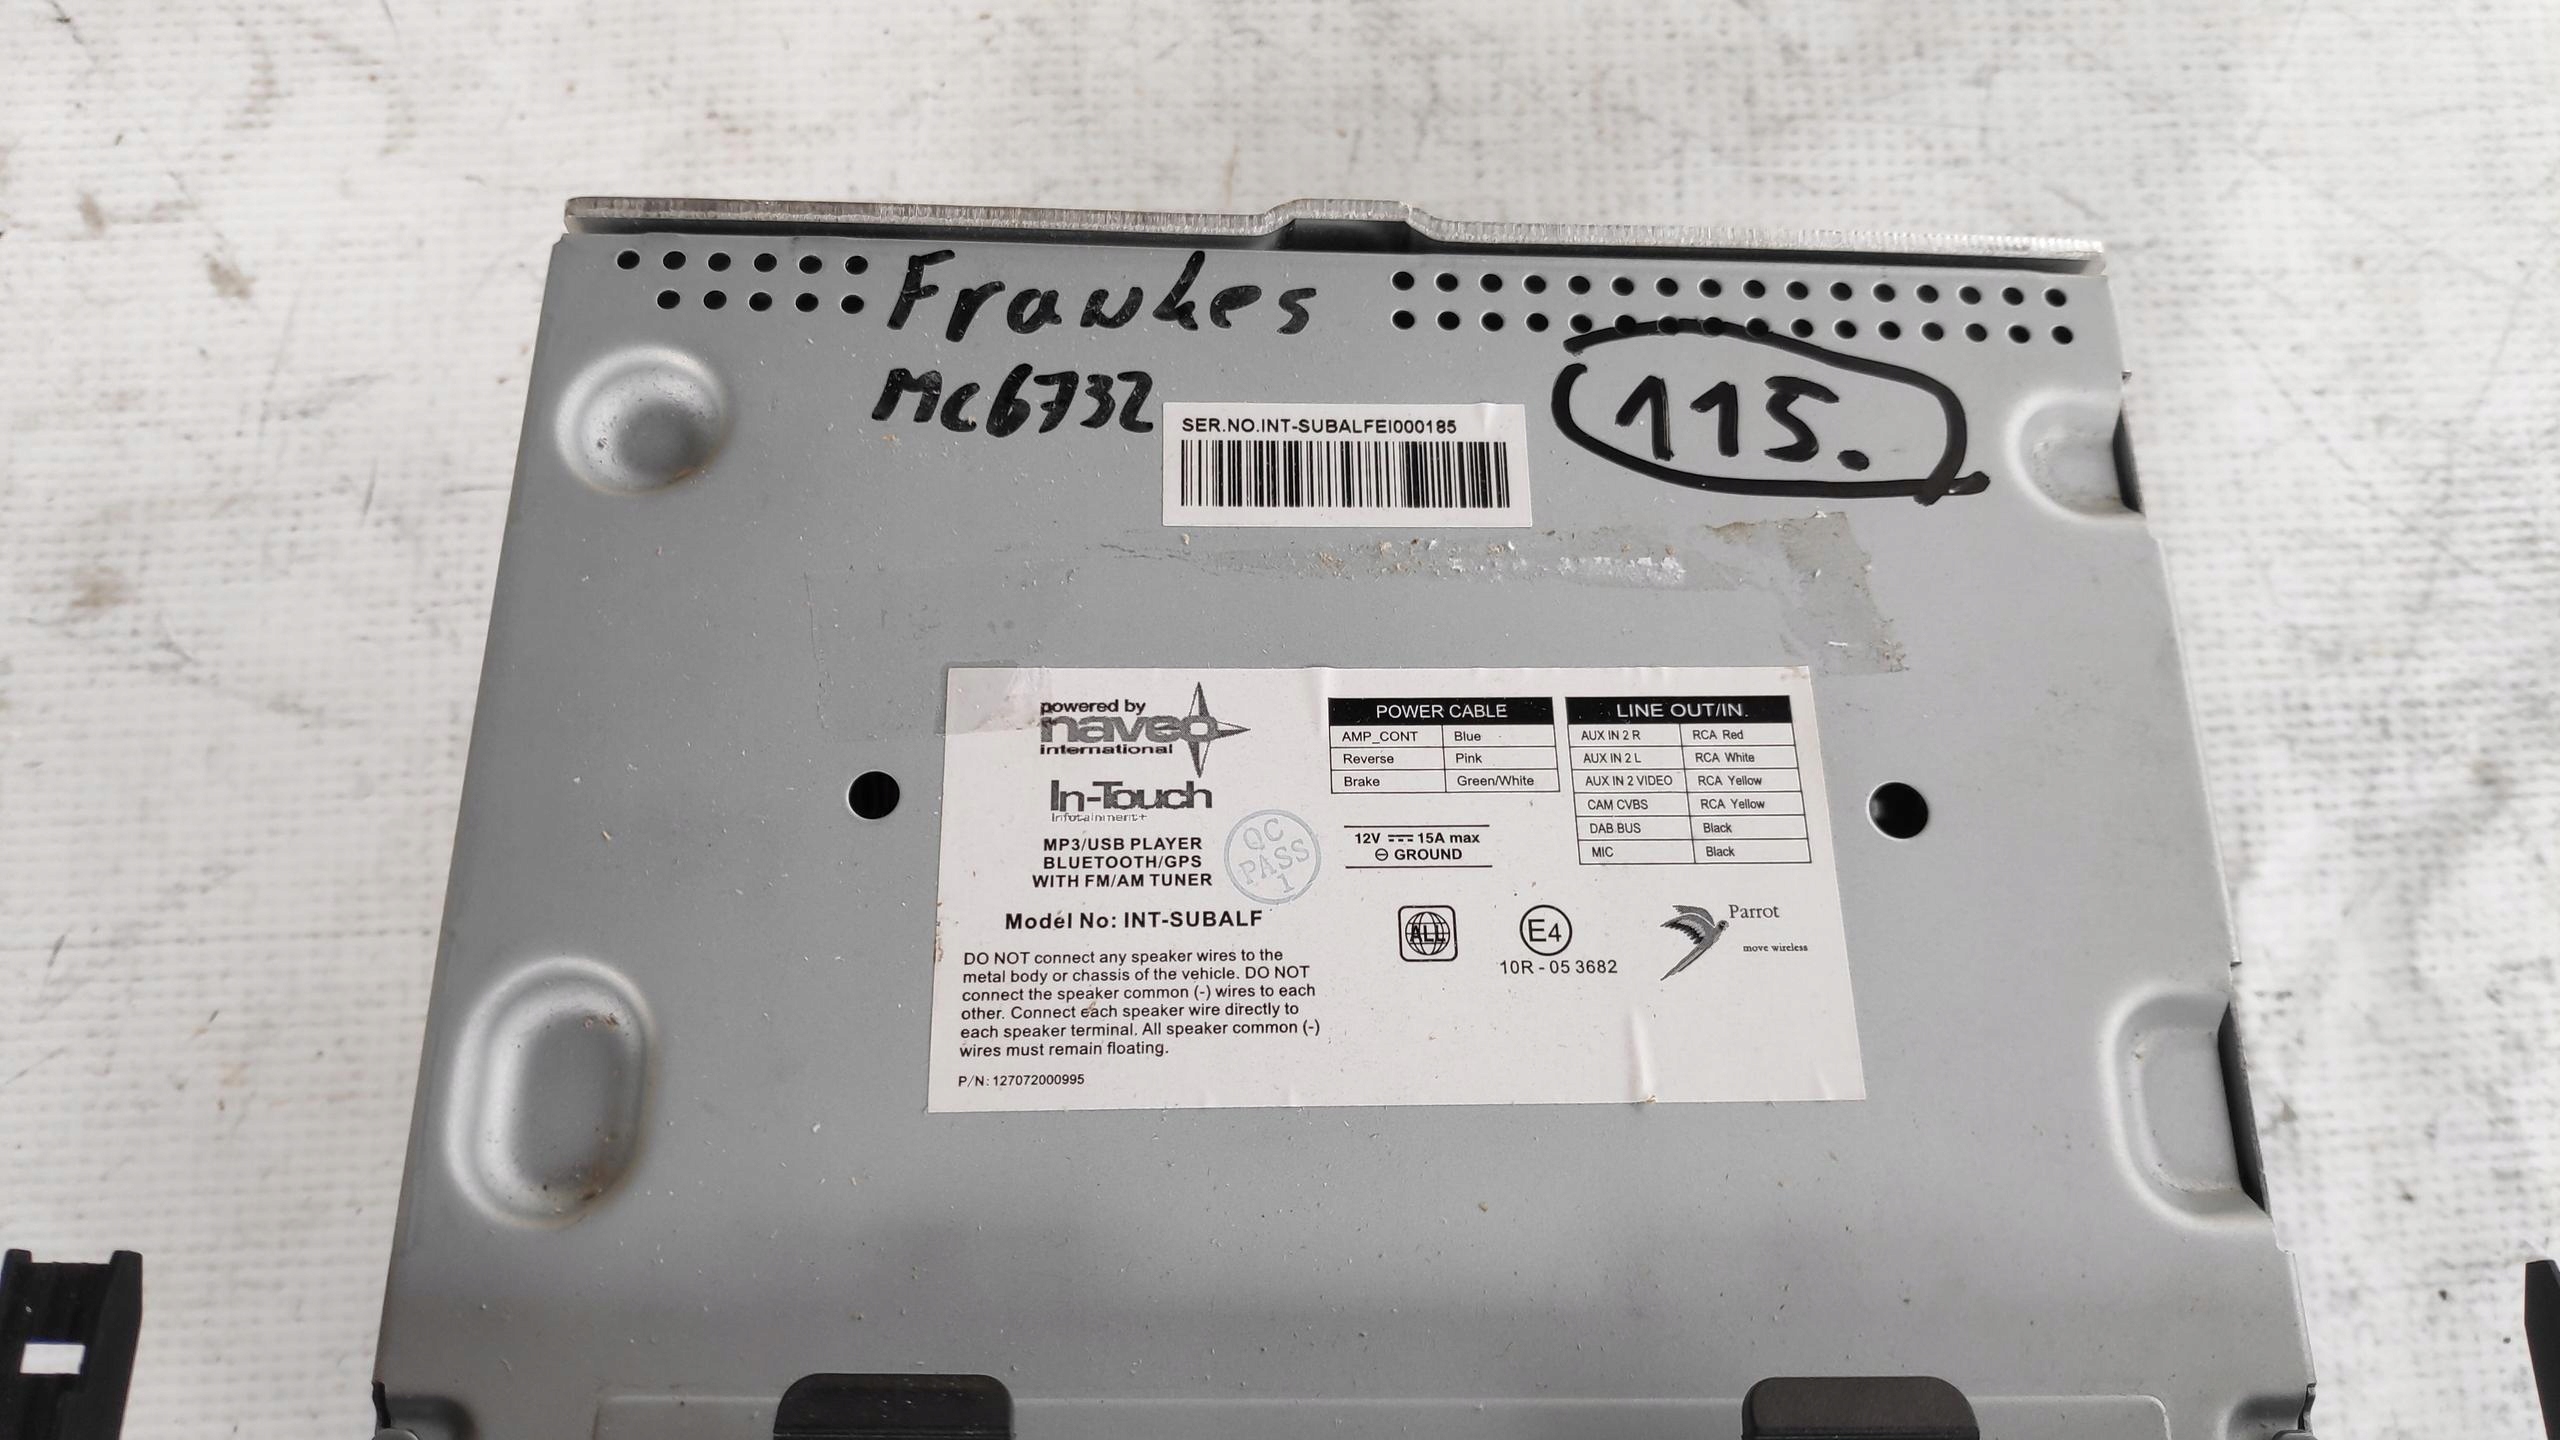 Frankes
MC6732
115.
SER.NO.INT-SUBALFEI000185
powered by
naveo
international
In-Touch
Infotainment+
MP3/USB PLAYER
BLUETOOTH/GPS
WITH FM/AM TUNER
QC
PASS
1
Model No: INT-SUBALF
DO NOT connect any speaker wires to the
metal body or chassis of the vehicle. DO NOT
connect the speaker common (-) wires to each
other. Connect each speaker wire directly to
each speaker terminal. All speaker common (-)
wires must remain floating.
P/N: 127072000995
POWER CABLE
AMP_CONT Blue
Reverse Pink
Brake Green/White
12V ⎓ 15A max
⊖ GROUND
LINE OUT/IN.
AUX IN 2 R RCA Red
AUX IN 2 L RCA White
AUX IN 2 VIDEO RCA Yellow
CAM CVBS RCA Yellow
DAB BUS Black
MIC Black
ALL
E4
10R - 05 3682
Parrot
move wireless